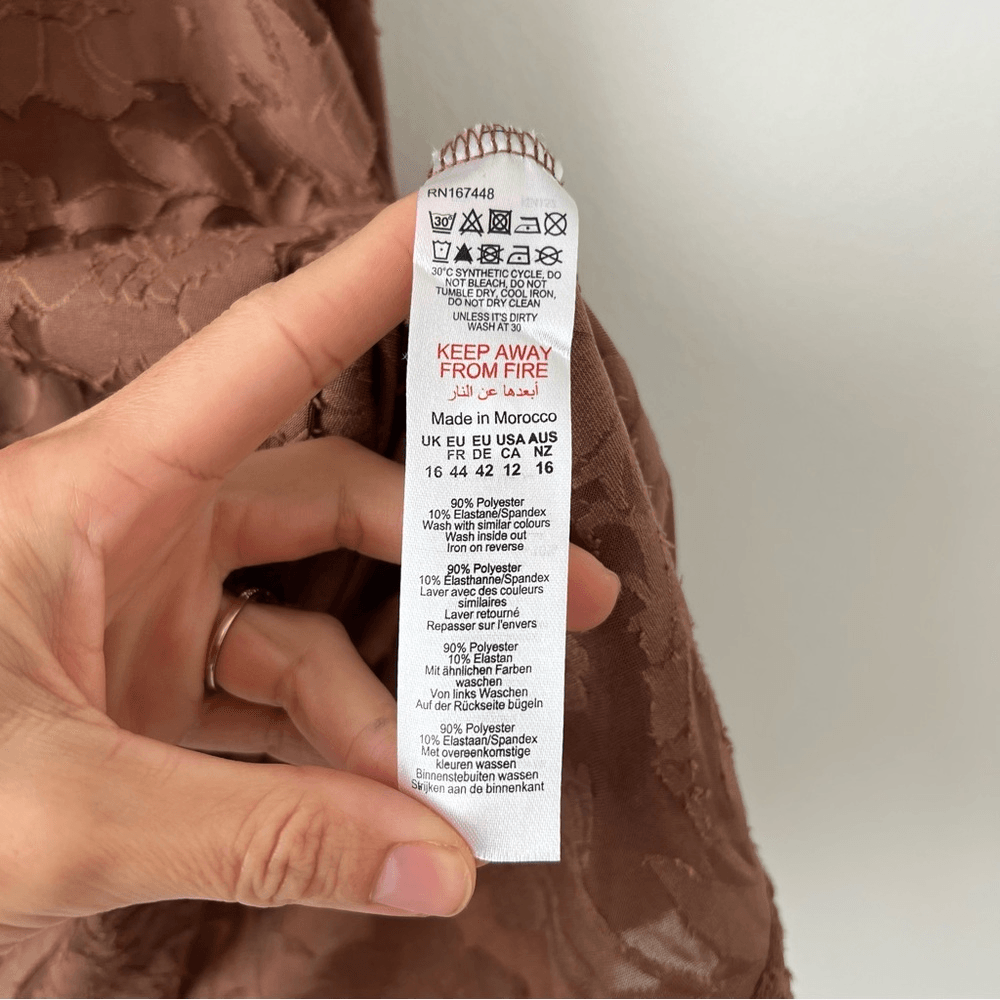 RN167448
30°
30°C SYNTHETIC CYCLE, DO
NOT BLEACH, DO NOT
TUMBLE DRY, COOL IRON,
DO NOT DRY CLEAN
UNLESS IT'S DIRTY
WASH AT 30
KEEP AWAY
FROM FIRE
أبعدها عن النار
Made in Morocco
UK EU EU USA AUS
FR DE CA NZ
16 44 42 12 16
90% Polyester
10% Elastane/Spandex
Wash with similar colours
Wash inside out
Iron on reverse
90% Polyester
10% Élasthanne/Spandex
Laver avec des couleurs
similaires
Laver retourné
Repasser sur l'envers
90% Polyester
10% Elastan
Mit ähnlichen Farben
waschen
Von links Waschen
Auf der Rückseite bügeln
90% Polyester
10% Elastaan/Spandex
Met overeenkomstige
kleuren wassen
Binnenstebuiten wassen
Strijken aan de binnenkant